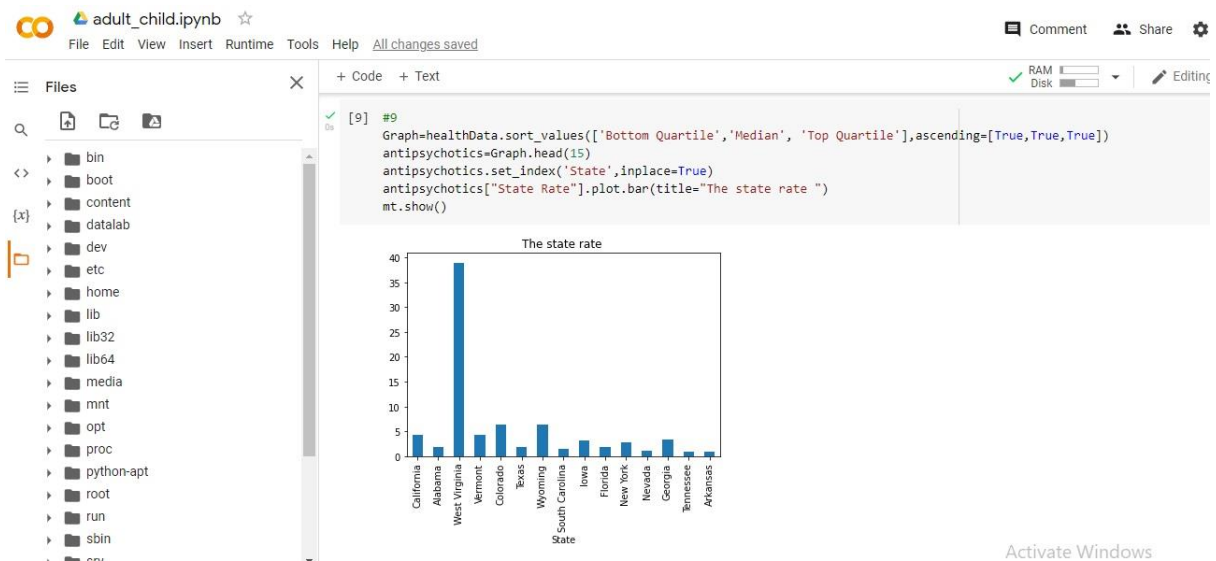 CO adult_child.ipynb
File Edit View Insert Runtime Tools Help All changes saved
Comment Share
Files
+ Code + Text
RAM
Disk
Editing
[9] #9
0s
Graph=healthData.sort_values(['Bottom Quartile','Median', 'Top Quartile'],ascending=[True,True,True])
antipsychotics=Graph.head(15)
antipsychotics.set_index('State',inplace=True)
antipsychotics["State Rate"].plot.bar(title="The state rate ")
mt.show()
<>
{x}
bin
boot
content
datalab
dev
etc
home
lib
lib32
lib64
media
mnt
opt
proc
python-apt
root
run
sbin
The state rate
40
35
30
25
20
15
10
5
0
California
Alabama
West Virginia
Vermont
Colorado
Texas
Wyoming
South Carolina
Iowa
Florida
New York
Nevada
Georgia
Tennessee
Arkansas
State
Activate Windows